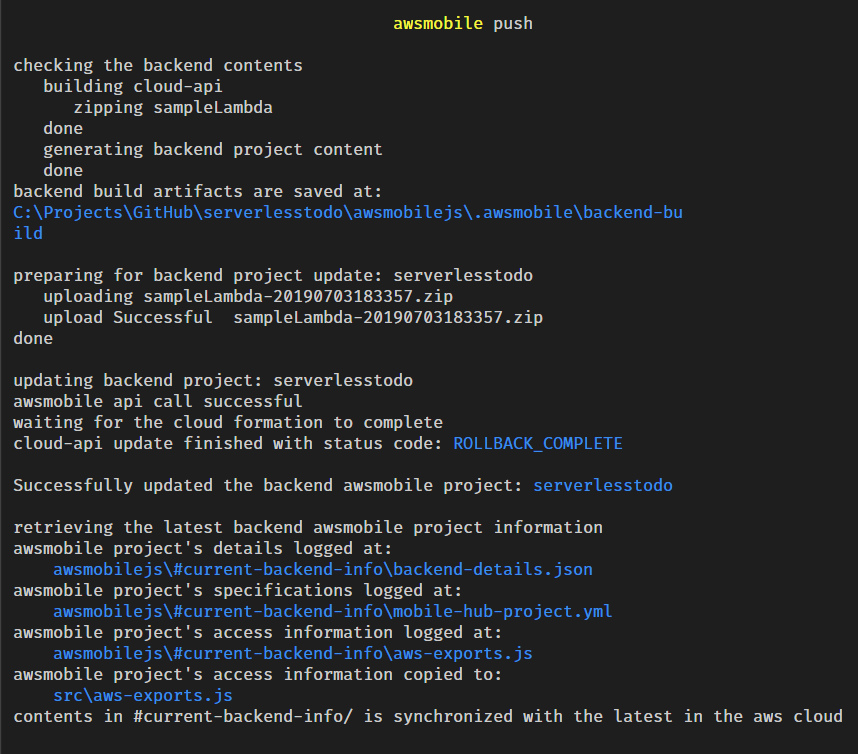 awsmobile push
checking the backend contents
building cloud-api
zipping sampleLambda
done
generating backend project content
done
backend build artifacts are saved at:
C:\Projects\GitHub\serverlesstodo\awsmobilejs\.awsmobile\backend-bu
ild
preparing for backend project update: serverlesstodo
uploading sampleLambda-20190703183357.zip
upload Successful  sampleLambda-20190703183357.zip
done
updating backend project: serverlesstodo
awsmobile api call successful
waiting for the cloud formation to complete
cloud-api update finished with status code: ROLLBACK_COMPLETE
Successfully updated the backend awsmobile project: serverlesstodo
retrieving the latest backend awsmobile project information
awsmobile project's details logged at:
awsmobilejs\#current-backend-info\backend-details.json
awsmobile project's specifications logged at:
awsmobilejs\#current-backend-info\mobile-hub-project.yml
awsmobile project's access information logged at:
awsmobilejs\#current-backend-info\aws-exports.js
awsmobile project's access information copied to:
src\aws-exports.js
contents in #current-backend-info/ is synchronized with the latest in the aws cloud